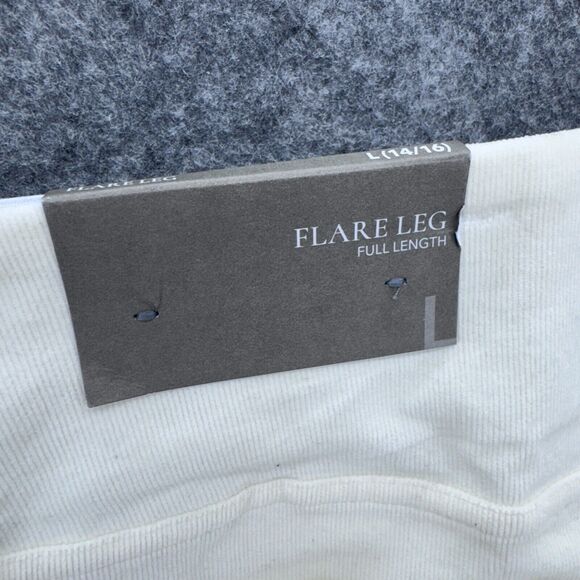 FLARE LEG
L (14/16)
FLARE LEG
FULL LENGTH
L